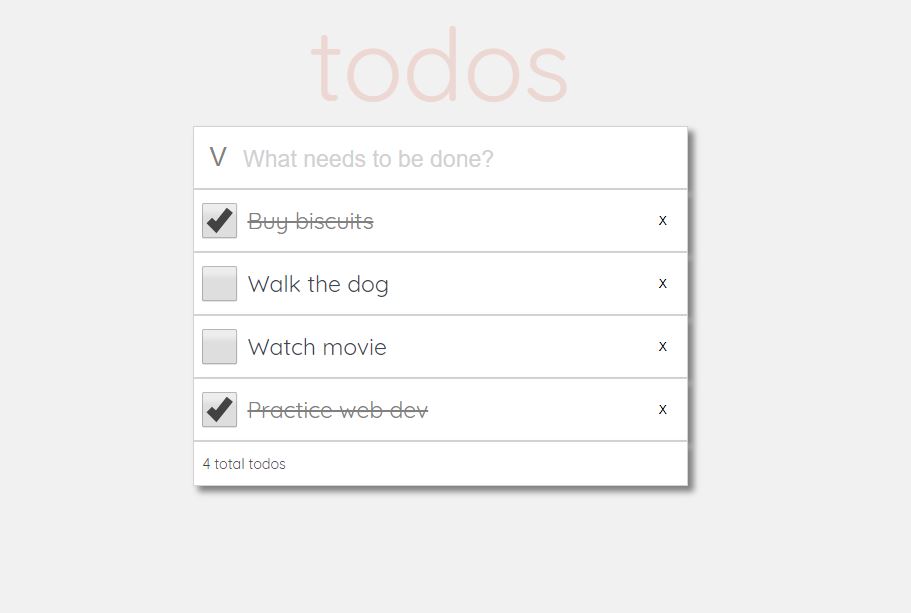 todos
V What needs to be done?
Buy biscuits x
Walk the dog x
Watch movie x
Practice web dev x
4 total todos